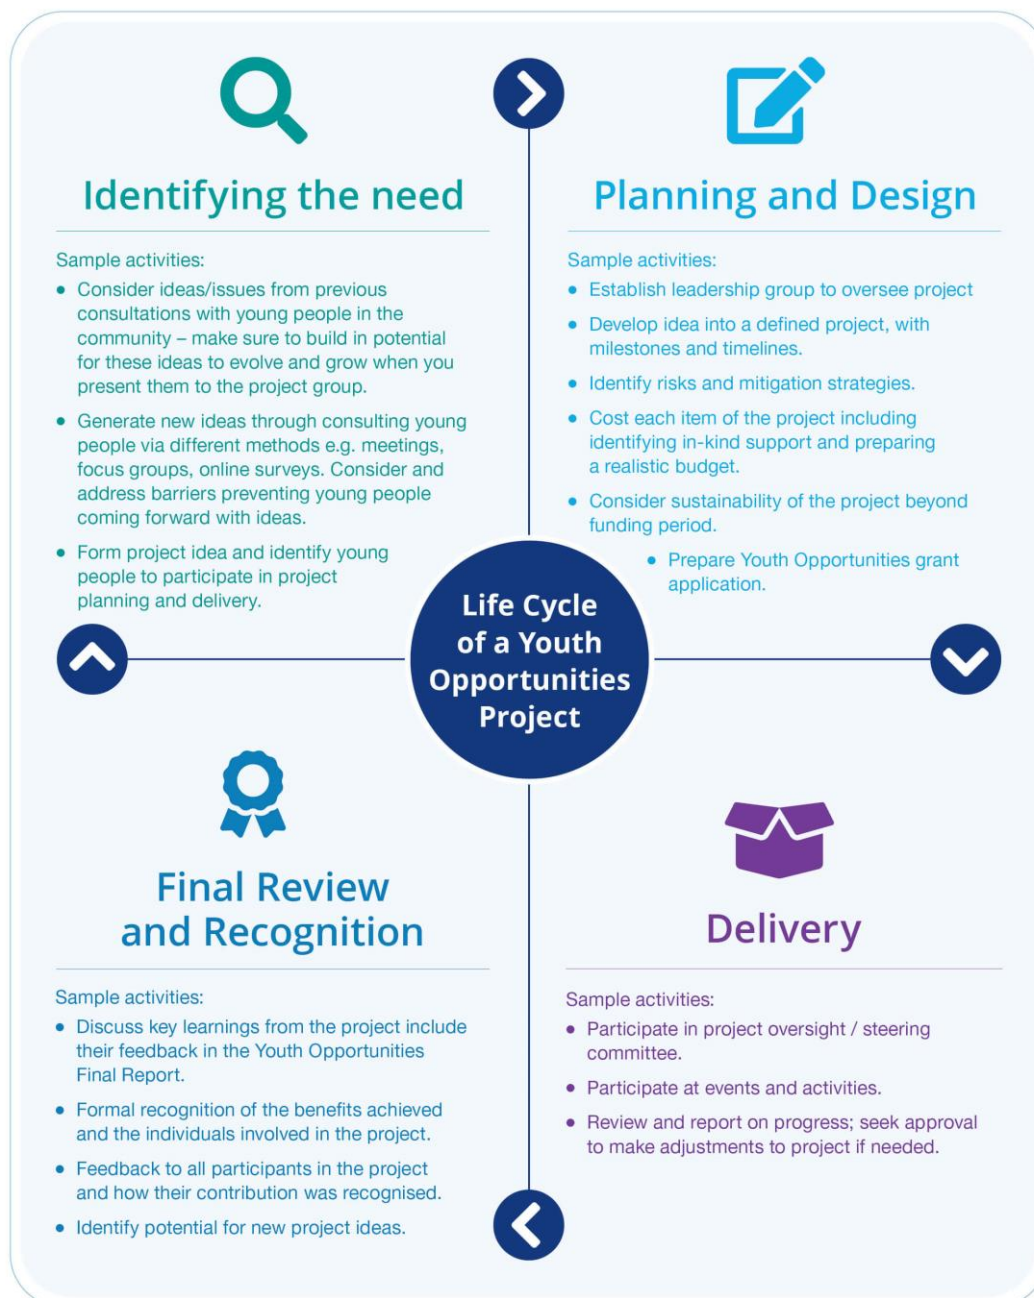 Identifying the need
Sample activities:
• Consider ideas/issues from previous
consultations with young people in the
community – make sure to build in potential
for these ideas to evolve and grow when you
present them to the project group.
• Generate new ideas through consulting young
people via different methods e.g. meetings,
focus groups, online surveys. Consider and
address barriers preventing young people
coming forward with ideas.
• Form project idea and identify young
people to participate in project
planning and delivery.
Planning and Design
Sample activities:
• Establish leadership group to oversee project
• Develop idea into a defined project, with
milestones and timelines.
• Identify risks and mitigation strategies.
• Cost each item of the project including
identifying in-kind support and preparing
a realistic budget.
• Consider sustainability of the project beyond
funding period.
• Prepare Youth Opportunities grant
application.
Life Cycle
of a Youth
Opportunities
Project
Final Review
and Recognition
Sample activities:
• Discuss key learnings from the project include
their feedback in the Youth Opportunities
Final Report.
• Formal recognition of the benefits achieved
and the individuals involved in the project.
• Feedback to all participants in the project
and how their contribution was recognised.
• Identify potential for new project ideas.
Delivery
Sample activities:
• Participate in project oversight / steering
committee.
• Participate at events and activities.
• Review and report on progress; seek approval
to make adjustments to project if needed.